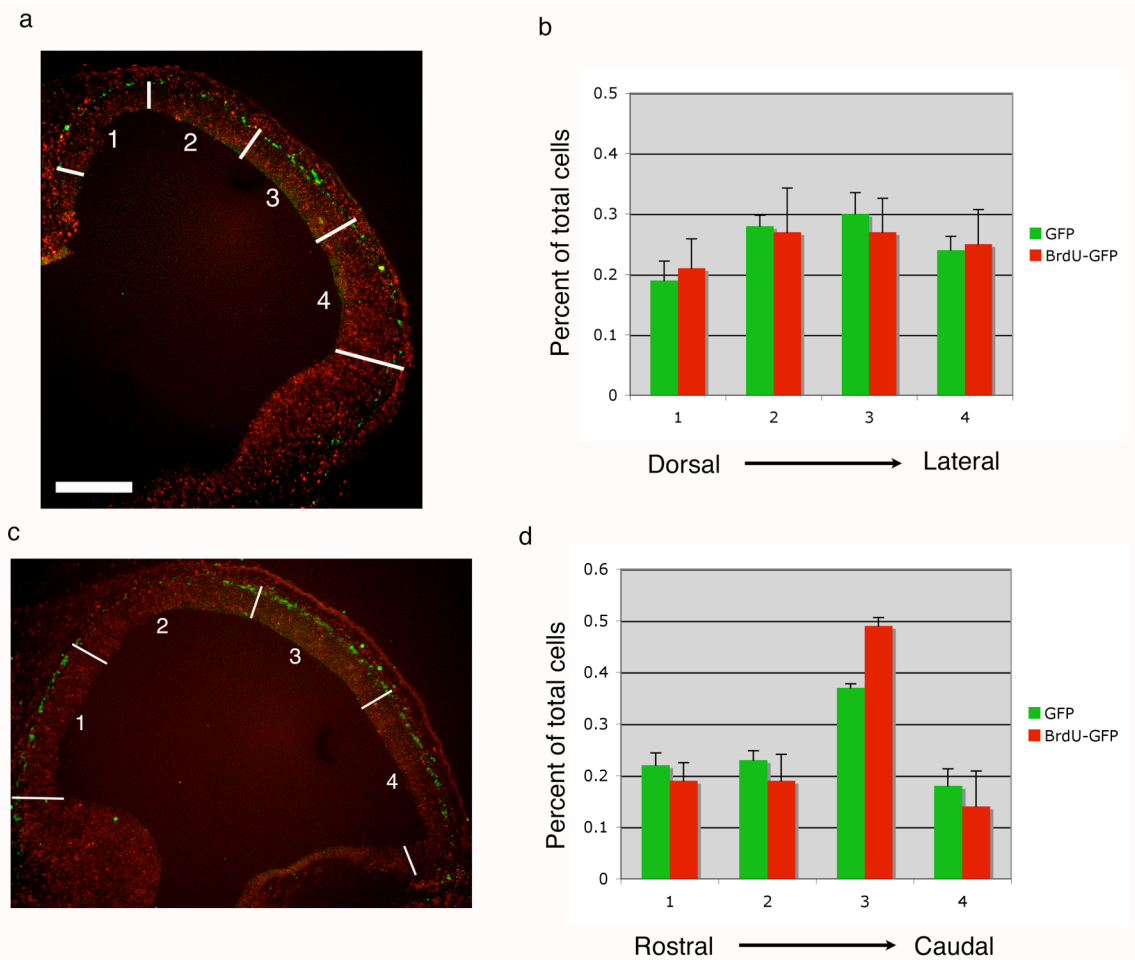 a
1
2
3
4
b
Percent of total cells
0.5
0.4
0.3
0.2
0.1
0
1 2 3 4
GFP
BrdU-GFP
Dorsal Lateral
c
1
2
3
4
d
Percent of total cells
0.6
0.5
0.4
0.3
0.2
0.1
0
1 2 3 4
GFP
BrdU-GFP
Rostral Caudal